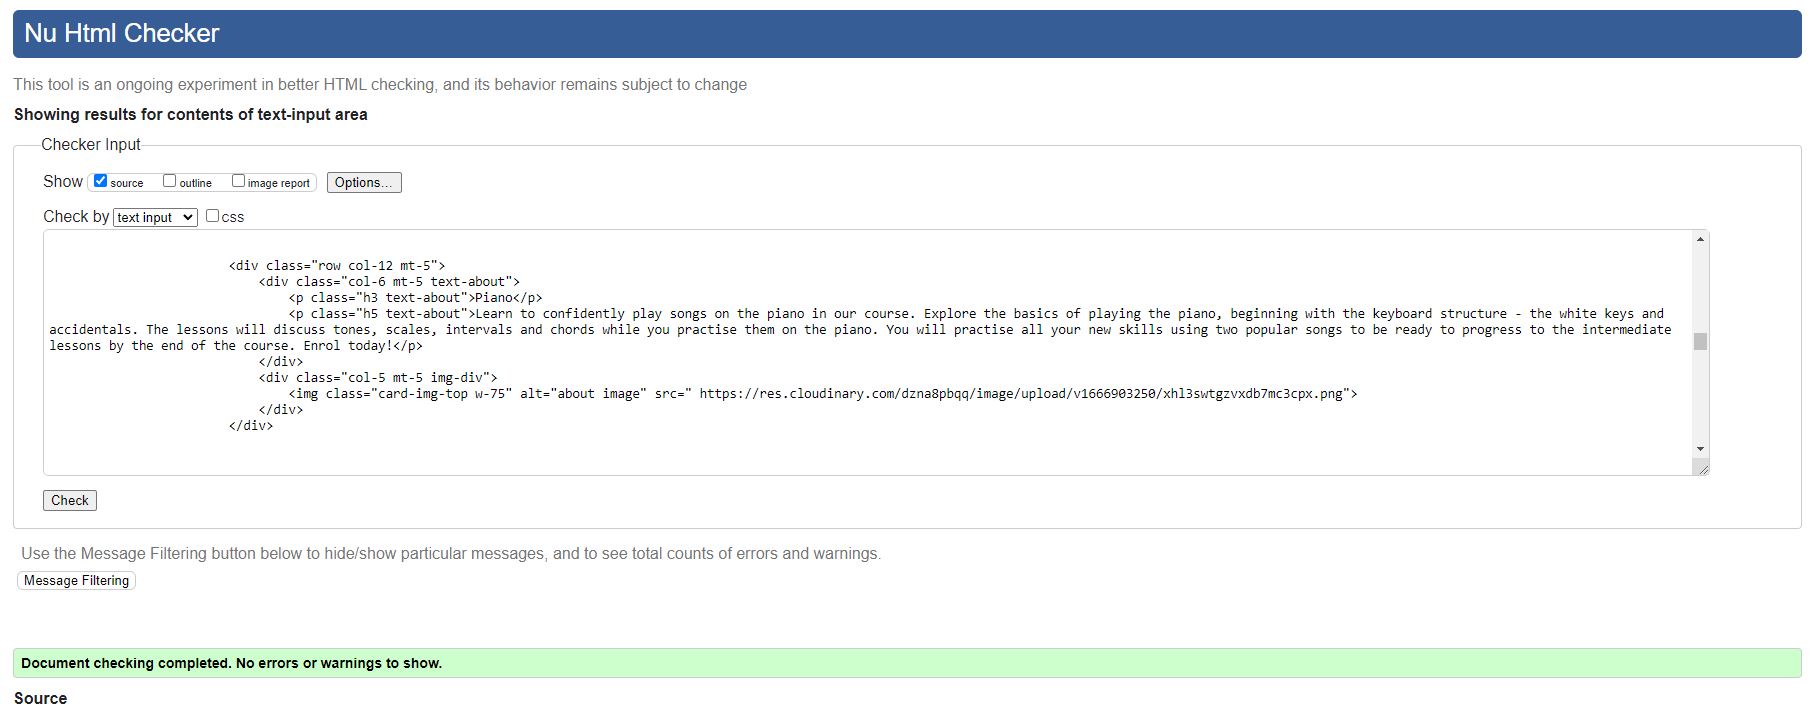 Nu Html Checker
This tool is an ongoing experiment in better HTML checking, and its behavior remains subject to change
Showing results for contents of text-input area
Checker Input
Show source outline image report Options...
Check by text input css
<div class="row col-12 mt-5">
<div class="col-6 mt-5 text-about">
<p class="h3 text-about">Piano</p>
<p class="h5 text-about">Learn to confidently play songs on the piano in our course. Explore the basics of playing the piano, beginning with the keyboard structure - the white keys and
accidentals. The lessons will discuss tones, scales, intervals and chords while you practise them on the piano. You will practise all your new skills using two popular songs to be ready to progress to the intermediate
lessons by the end of the course. Enrol today!</p>
</div>
<div class="col-5 mt-5 img-div">
<img class="card-img-top w-75" alt="about image" src=" https://res.cloudinary.com/dzna8pbqq/image/upload/v1666903250/xhl3swtgzvxdb7mc3cpx.png">
</div>
</div>
Check
Use the Message Filtering button below to hide/show particular messages, and to see total counts of errors and warnings.
Message Filtering
Document checking completed. No errors or warnings to show.
Source